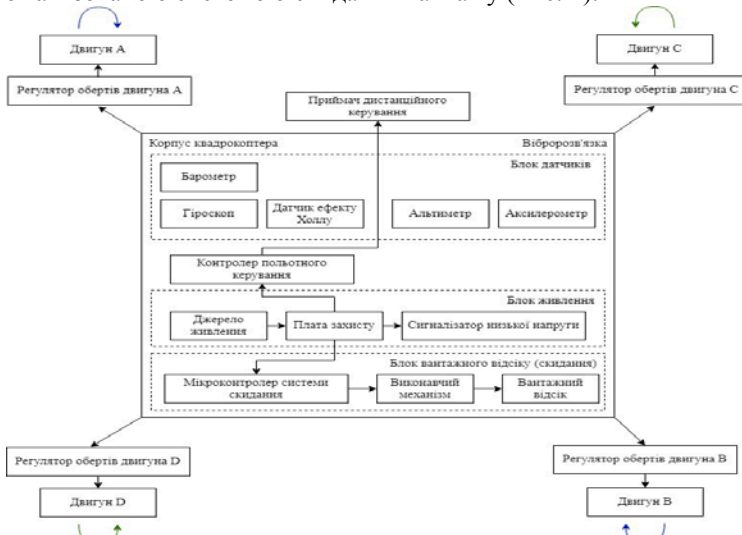 Двигун A
Двигун C
Регулятор обертів двигуна A
Регулятор обертів двигуна C
Приймач дистанційного
керування
Корпус квадрокоптера
Вібророзв'язка
Блок датчиків
Барометр
Гіроскоп
Датчик ефекту
Холлу
Альтиметр
Акселерометр
Контролер польотного
керування
Блок живлення
Джерело
живлення
Плата захисту
Сигналізатор низької напруги
Блок вантажного відсіку (скидання)
Мікроконтролер системи
скидання
Виконавчий
механізм
Вантажний
відсік
Регулятор обертів двигуна D
Регулятор обертів двигуна B
Двигун D
Двигун B